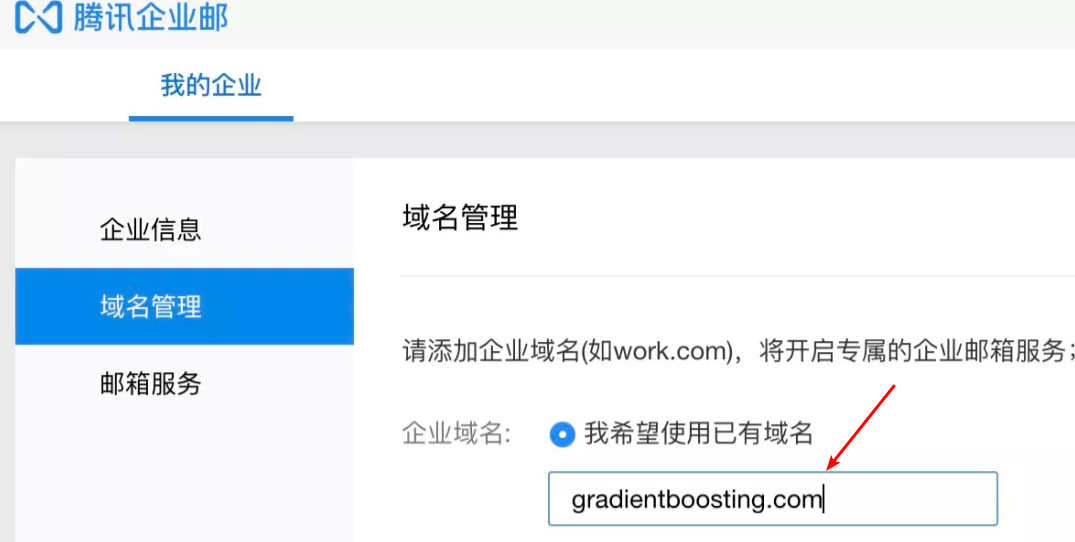 腾讯企业邮
我的企业
企业信息
域名管理
邮箱服务
域名管理
请添加企业域名(如work.com)，将开启专属的企业邮箱服务；
企业域名:
我希望使用已有域名
gradientboosting.com